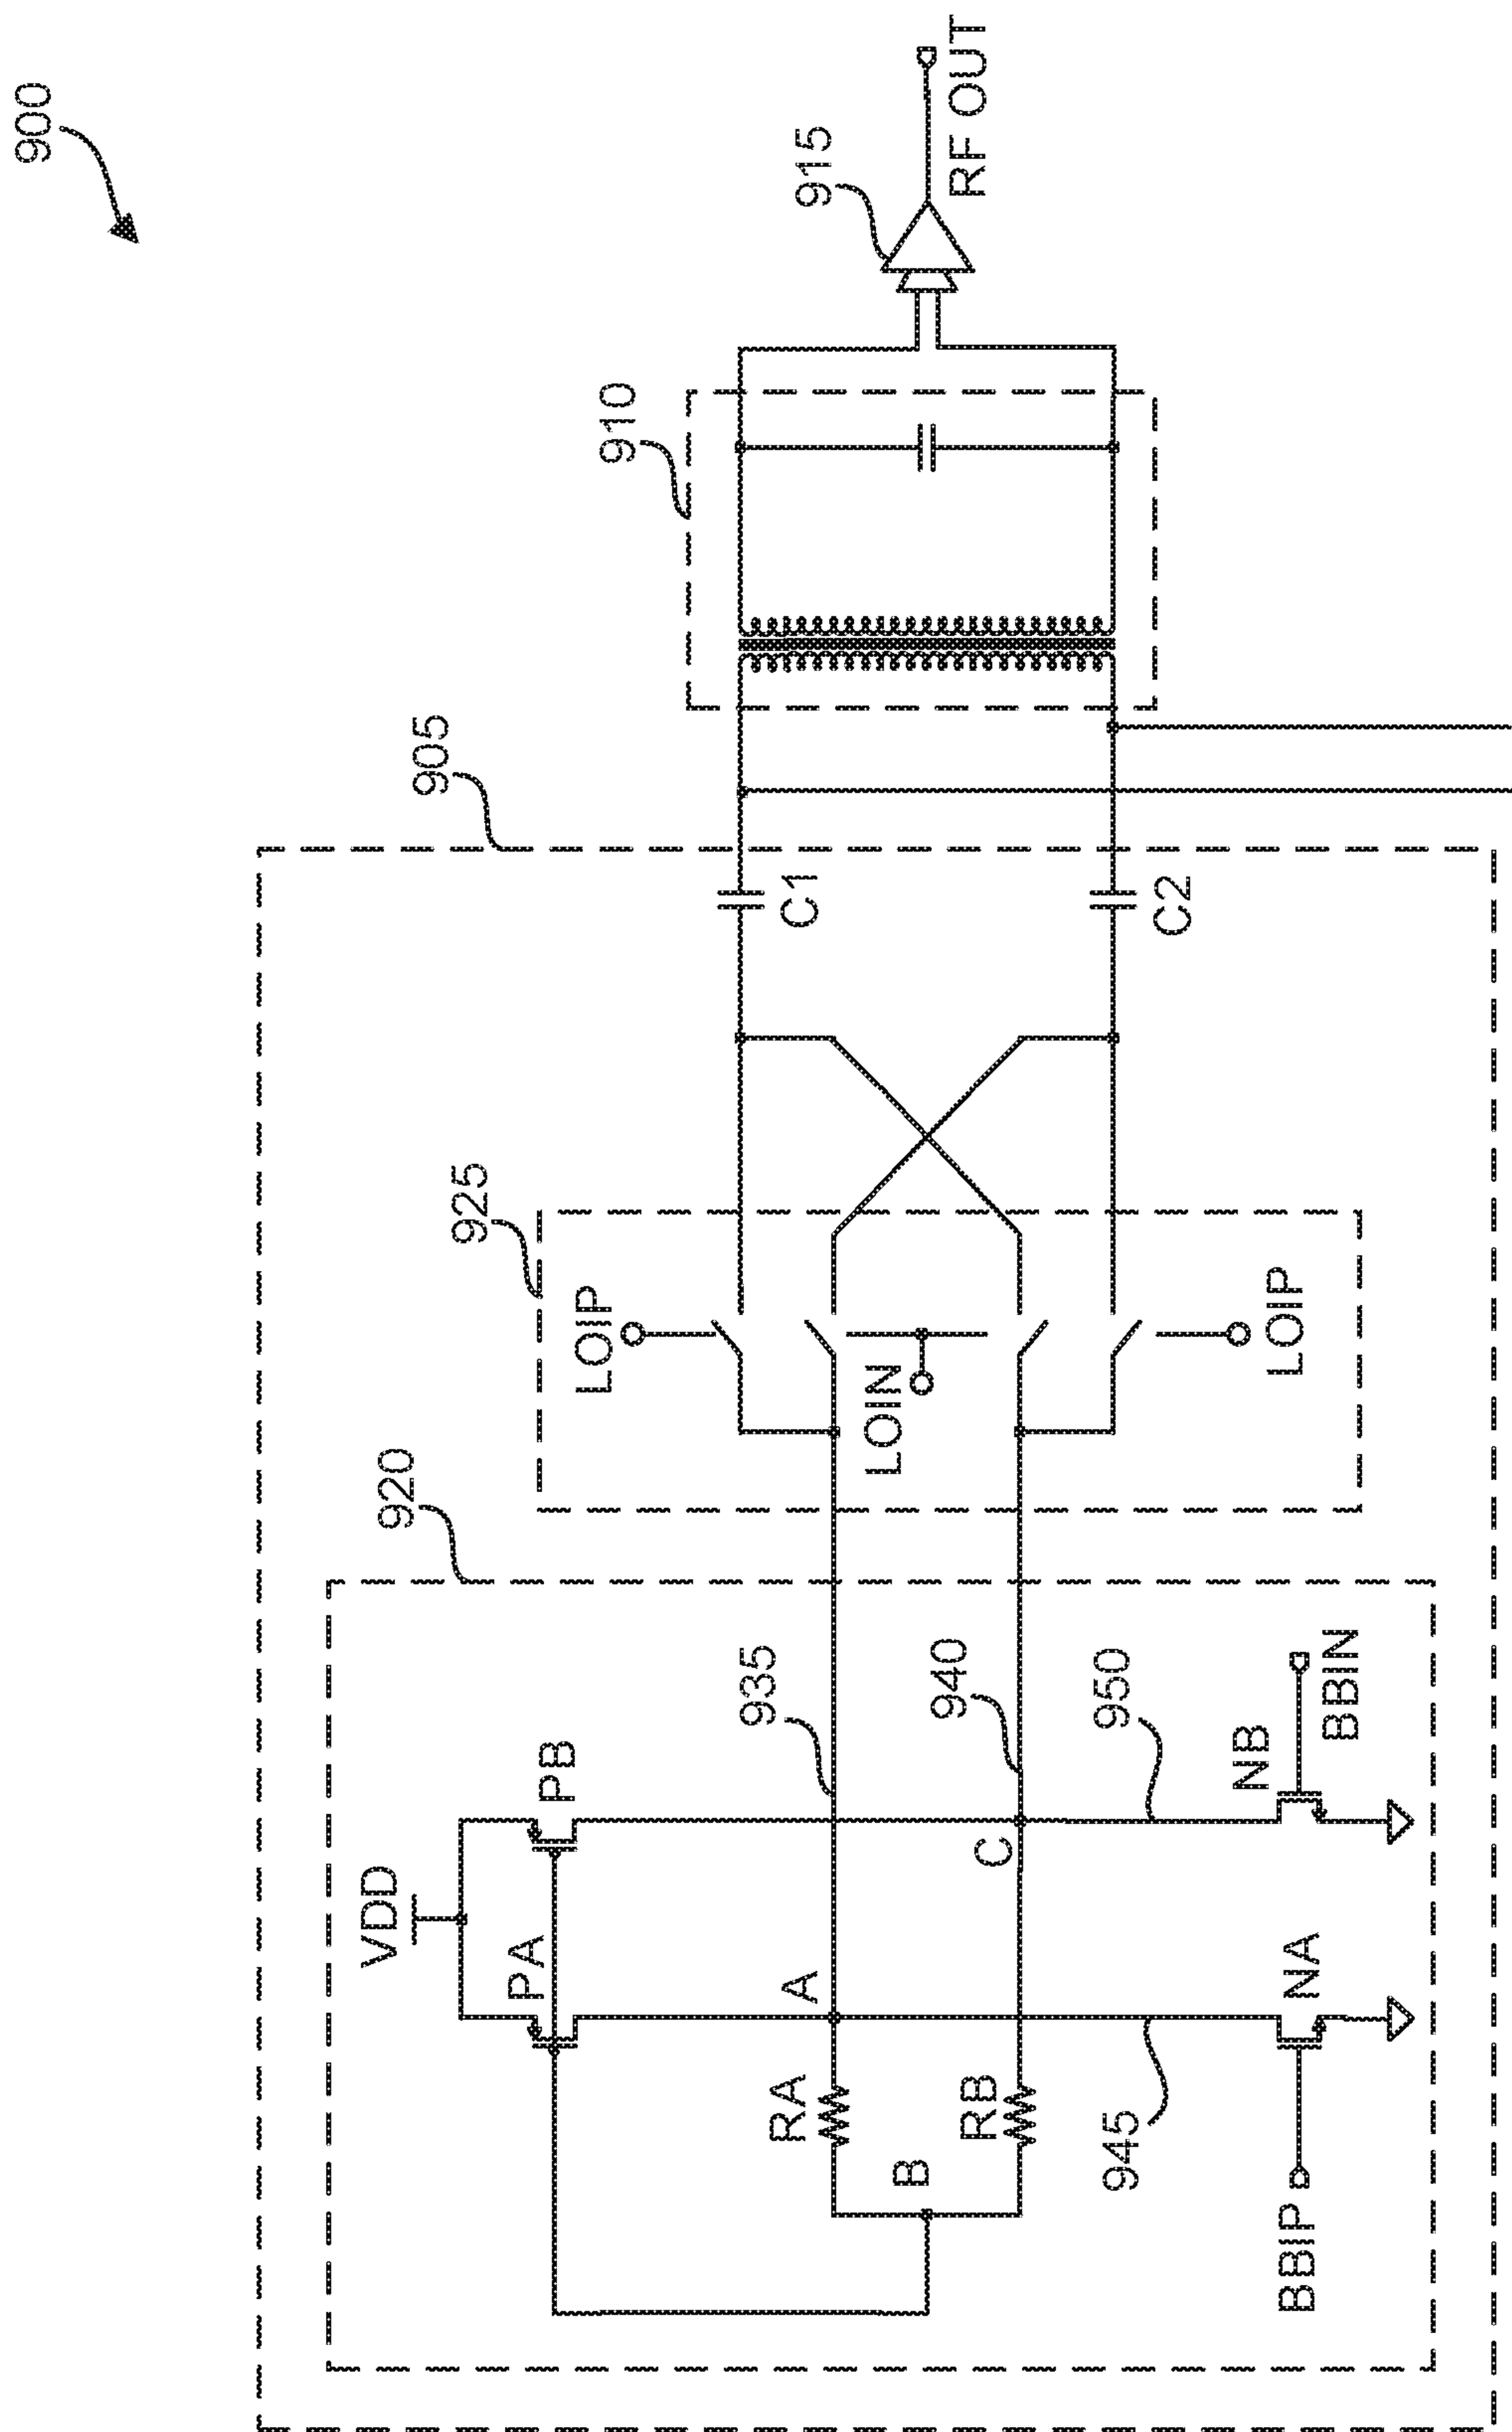 900
915
RF OUT
910
905
C1
C2
925
LOIP
LOIN
LOIP
920
VDD
PA
PB
935
940
950
A
C
NB
BBIN
RA
RB
B
NA
945
BBIP